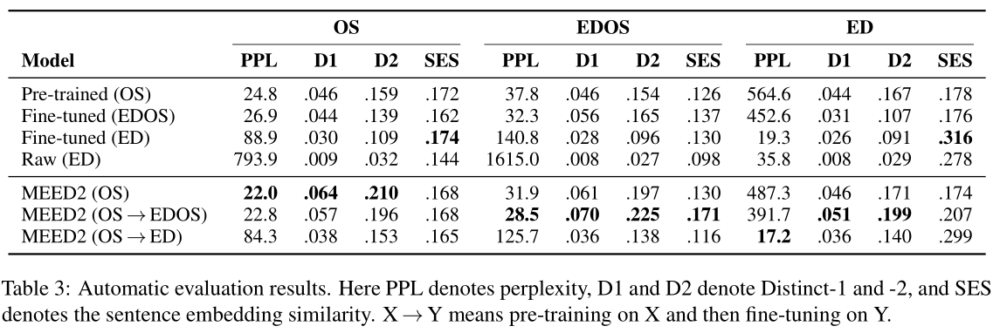 OS EDOS ED
Model PPL D1 D2 SES PPL D1 D2 SES PPL D1 D2 SES
Pre-trained (OS) 24.8 .046 .159 .172 37.8 .046 .154 .126 564.6 .044 .167 .178
Fine-tuned (EDOS) 26.9 .044 .139 .162 32.3 .056 .165 .137 452.6 .031 .107 .176
Fine-tuned (ED) 88.9 .030 .109 .174 140.8 .028 .096 .130 19.3 .026 .091 .316
Raw (ED) 793.9 .009 .032 .144 1615.0 .008 .027 .098 35.8 .008 .029 .278
MEED2 (OS) 22.0 .064 .210 .168 31.9 .061 .197 .130 487.3 .046 .171 .174
MEED2 (OS → EDOS) 22.8 .057 .196 .168 28.5 .070 .225 .171 391.7 .051 .199 .207
MEED2 (OS → ED) 84.3 .038 .153 .165 125.7 .036 .138 .116 17.2 .036 .140 .299
Table 3: Automatic evaluation results. Here PPL denotes perplexity, D1 and D2 denote Distinct-1 and -2, and SES
denotes the sentence embedding similarity. X → Y means pre-training on X and then fine-tuning on Y.